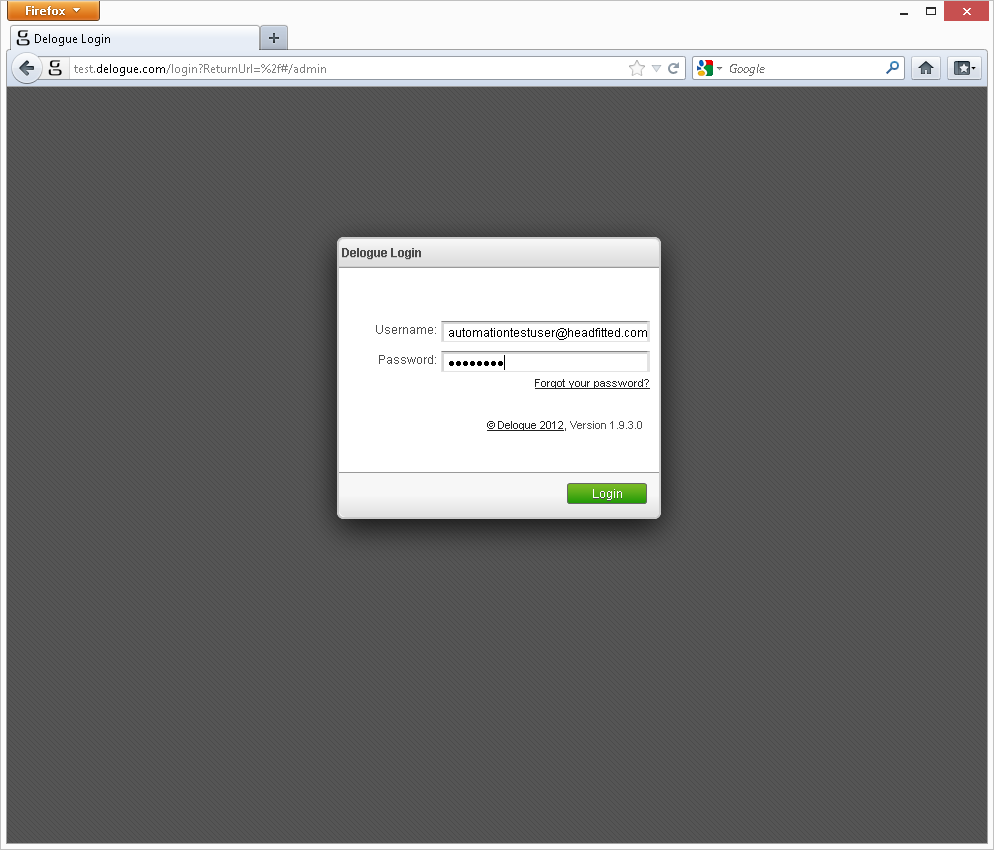 Firefox
Delogue Login
test.delogue.com/login?ReturnUrl=%2f#/admin
Google
Delogue Login
Username: automationtestuser@headfitted.com
Password: ••••••••
Forgot your password?
© Delogue 2012, Version 1.9.3.0
Login